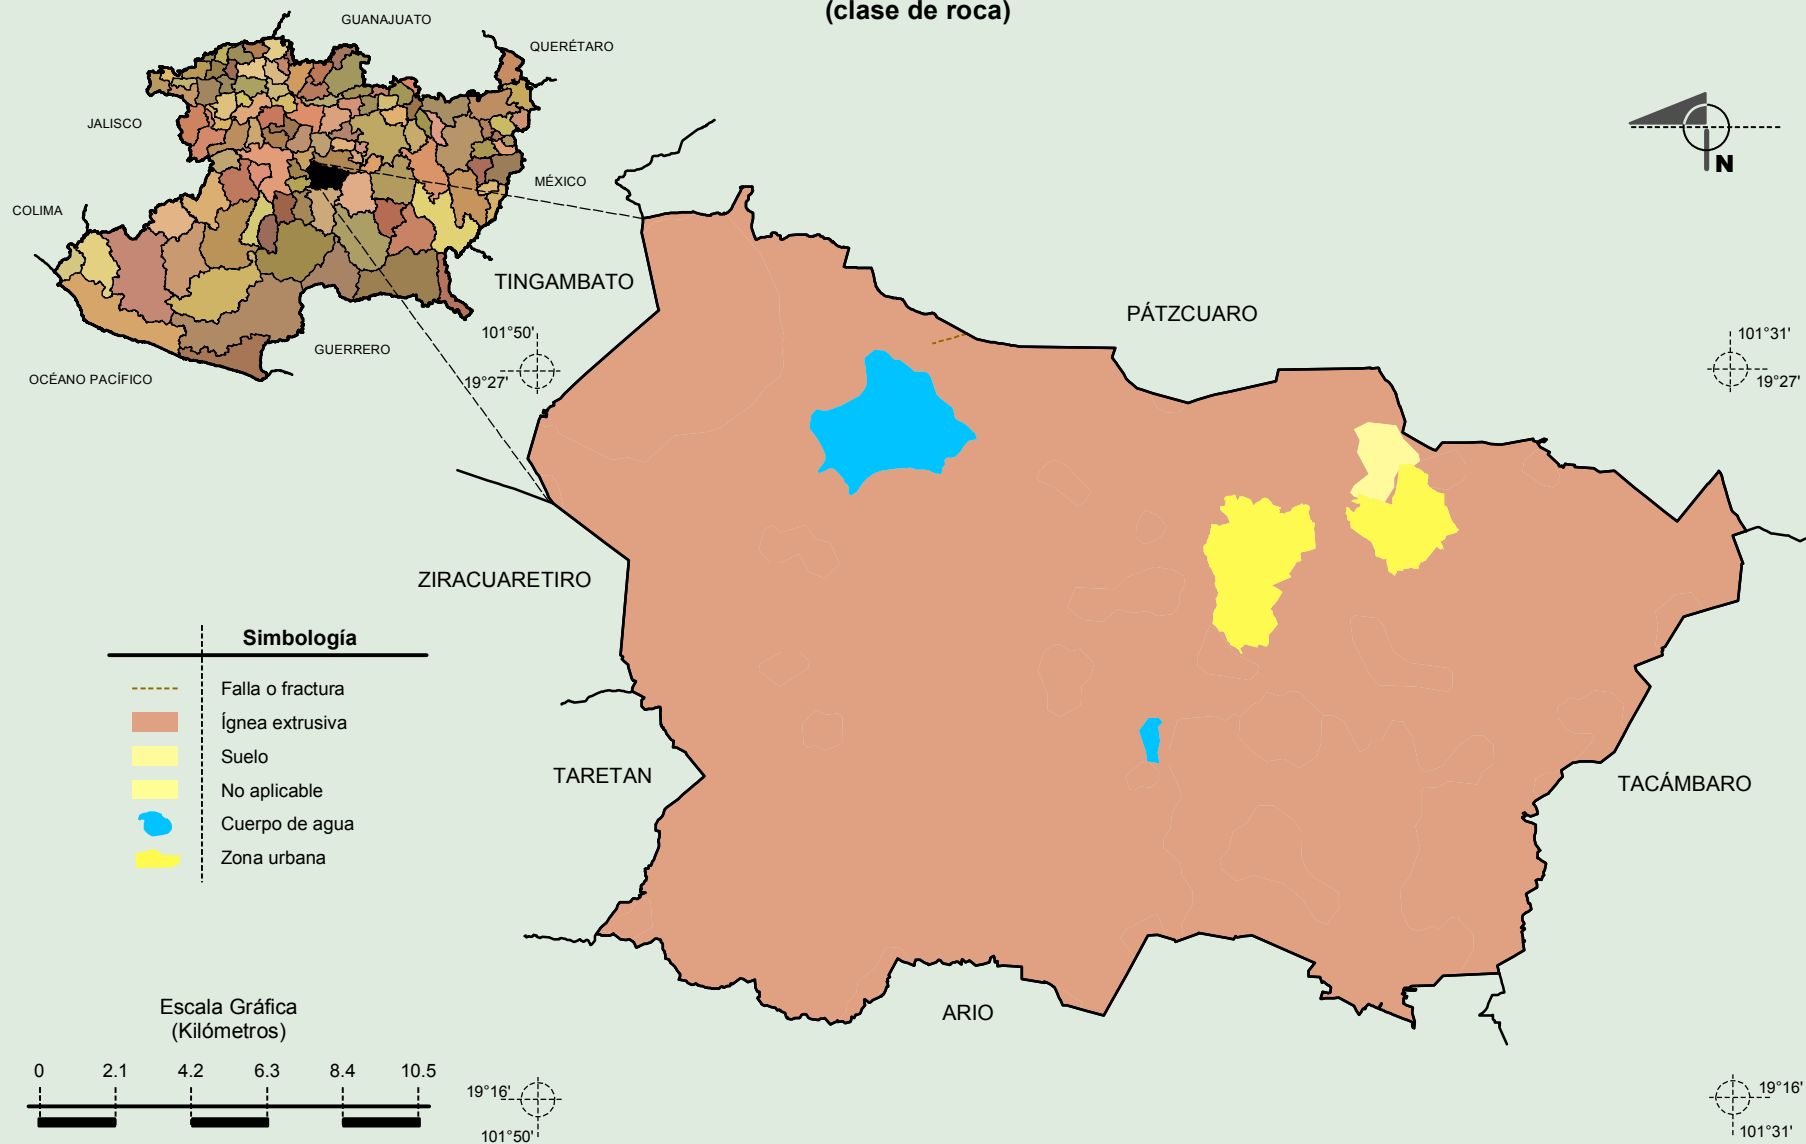 (clase de roca)
GUANAJUATO
QUERÉTARO
JALISCO
MÉXICO
COLIMA
GUERRERO
OCÉANO PACÍFICO
N
TINGAMBATO
PÁTZCUARO
101°50'
19°27'
101°31'
19°27'
ZIRACUARETIRO
TARETAN
TACÁMBARO
ARIO
Simbología
Falla o fractura
Ígnea extrusiva
Suelo
No aplicable
Cuerpo de agua
Zona urbana
Escala Gráfica
(Kilómetros)
0 2.1 4.2 6.3 8.4 10.5
19°16'
101°50'
19°16'
101°31'